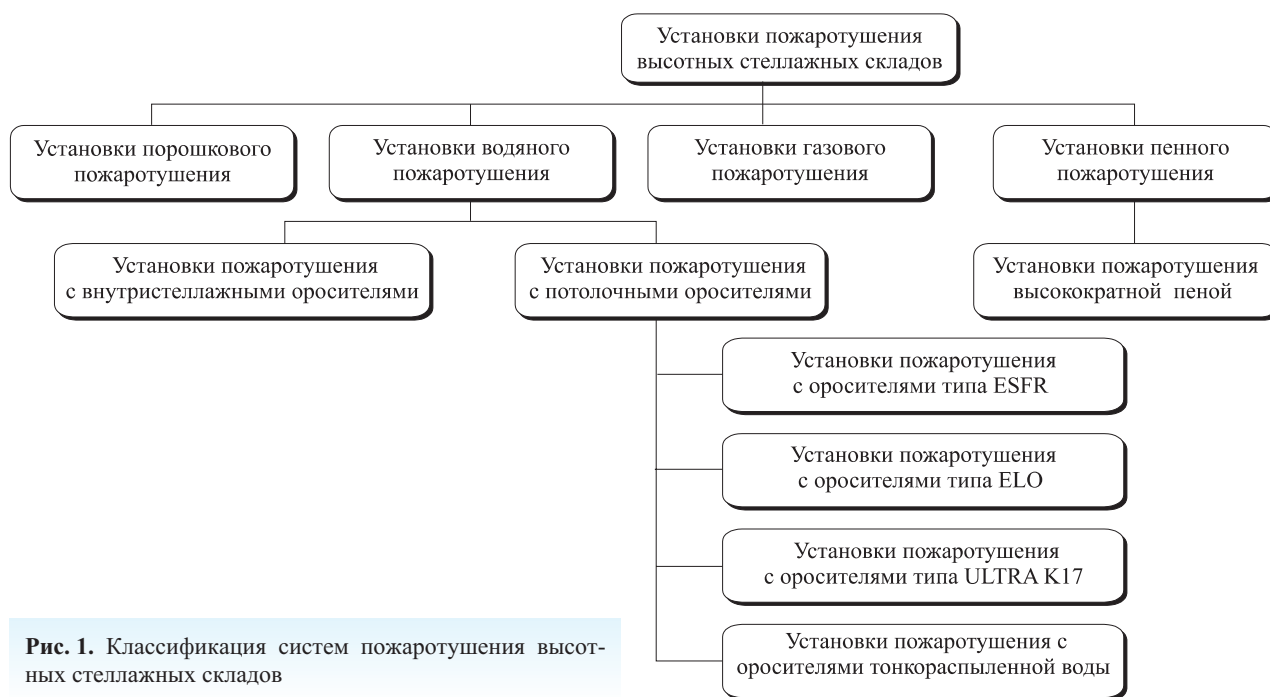 Установки пожаротушения
высотных стеллажных складов
Установки порошкового
пожаротушения
Установки водяного
пожаротушения
Установки газового
пожаротушения
Установки пенного
пожаротушения
Установки пожаротушения
с внутристеллажными оросителями
Установки пожаротушения
с потолочными оросителями
Установки пожаротушения
высокократной пеной
Установки пожаротушения
с оросителями типа ESFR
Установки пожаротушения
с оросителями типа ELO
Установки пожаротушения
с оросителями типа ULTRA K17
Установки пожаротушения с
оросителями тонкораспыленной воды
Рис. 1. Классификация систем пожаротушения высот-
ных стеллажных складов